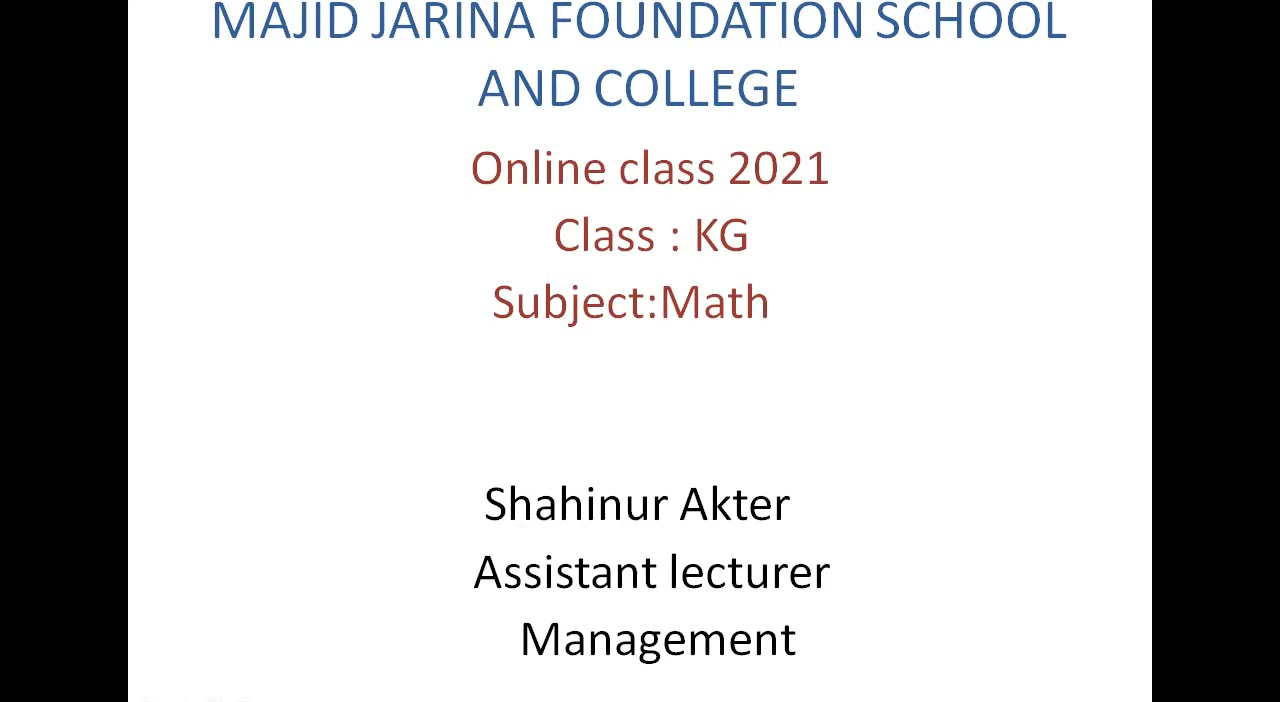 MAJID JARINA FOUNDATION SCHOOL
AND COLLEGE
Online class 2021
Class : KG
Subject:Math
Shahinur Akter
Assistant lecturer
Management